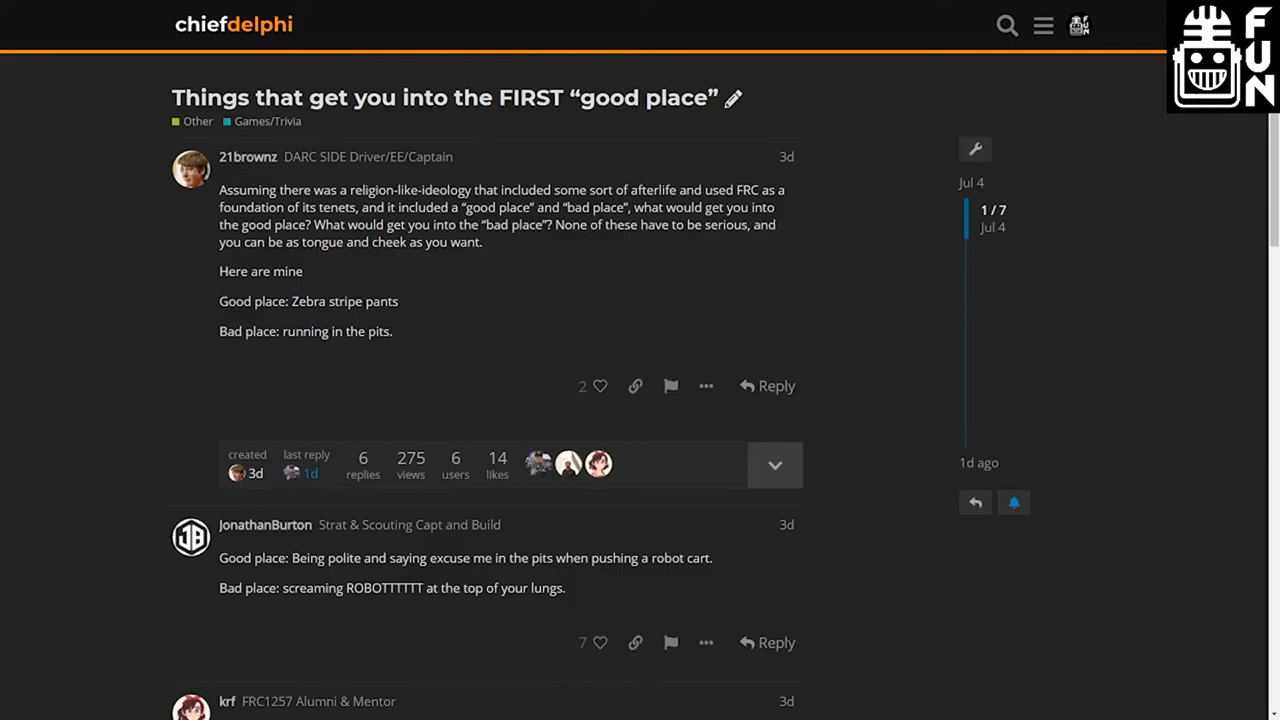 chiefdelphi
FUN
Things that get you into the FIRST “good place”
Other Games/Trivia
21brownz DARC SIDE Driver/EE/Captain 3d
Assuming there was a religion-like-ideology that included some sort of afterlife and used FRC as a
foundation of its tenets, and it included a “good place” and “bad place”, what would get you into
the good place? What would get you into the “bad place”? None of these have to be serious, and
you can be as tongue and cheek as you want.
Here are mine
Good place: Zebra stripe pants
Bad place: running in the pits.
2 Reply
created last reply 6 275 6 14
3d 1d replies views users likes
JonathanBurton Strat & Scouting Capt and Build 3d
JB
Good place: Being polite and saying excuse me in the pits when pushing a robot cart.
Bad place: screaming ROBOTTTTTT at the top of your lungs.
7 Reply
krf FRC1257 Alumni & Mentor 3d
Jul 4
1 / 7
Jul 4
1d ago